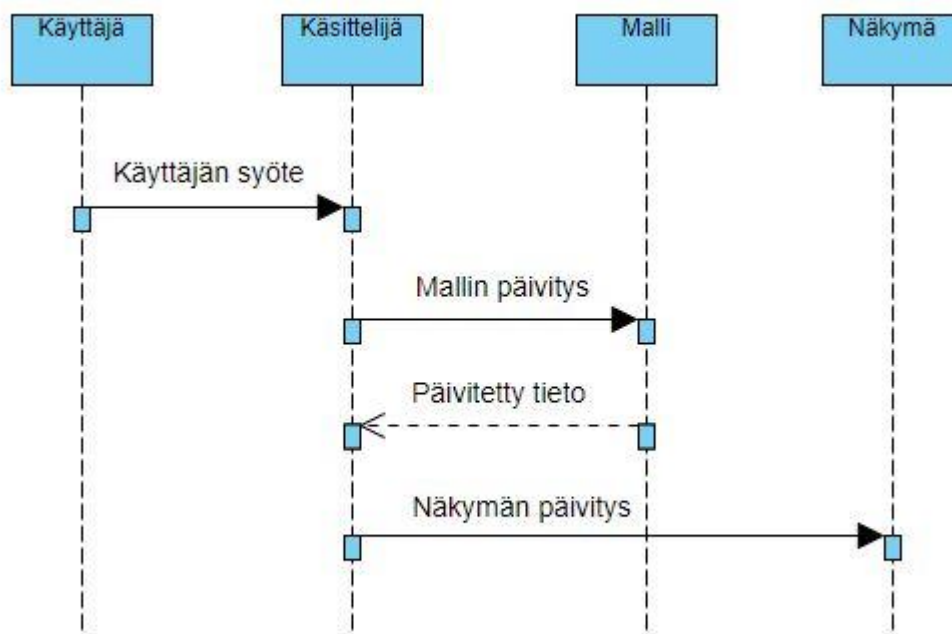 Käyttäjä
Käsittelijä
Malli
Näkymä
Käyttäjän syöte
Mallin päivitys
Päivitetty tieto
Näkymän päivitys